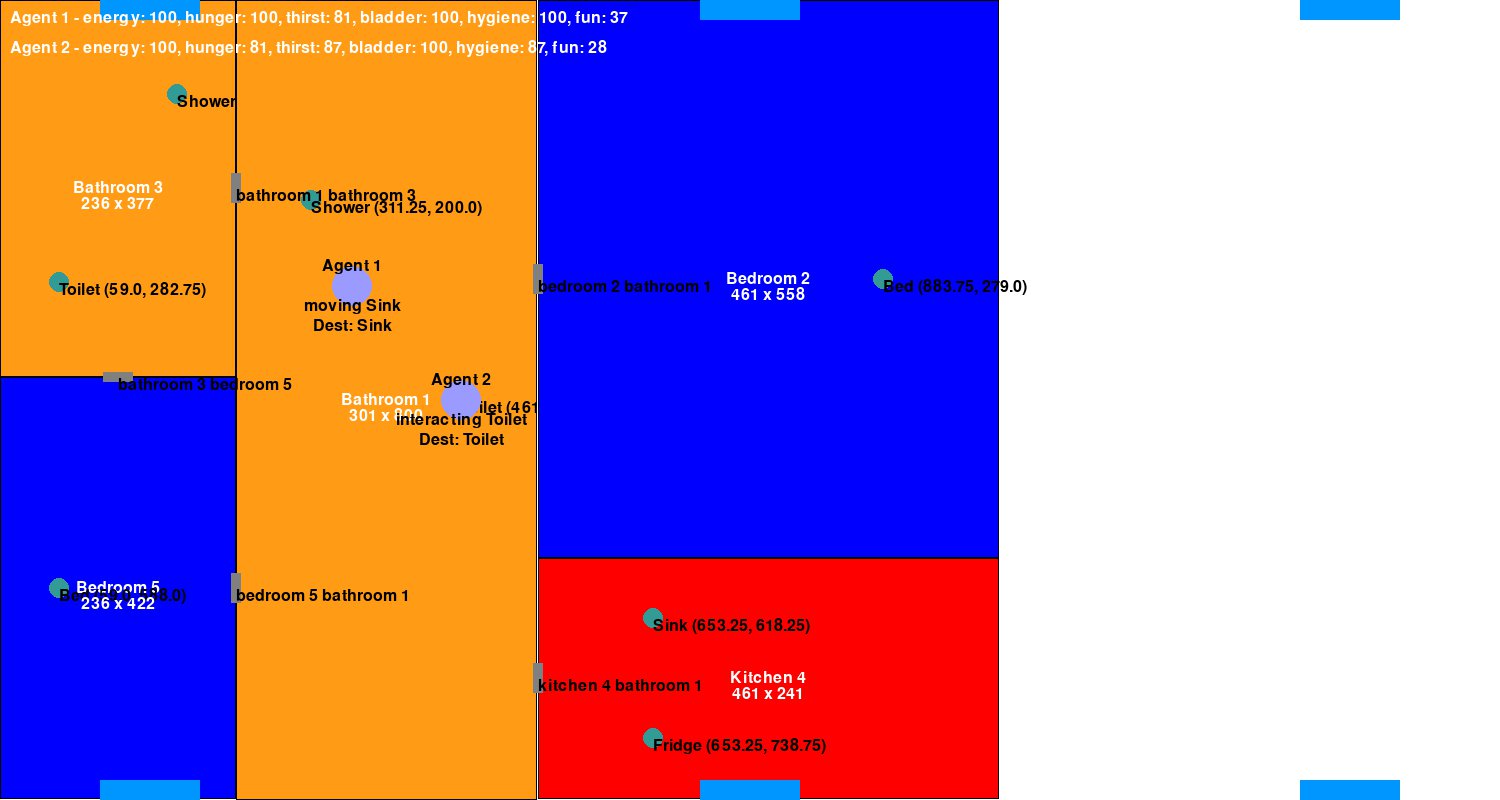 Agent 1 - energy: 100, hunger: 100, thirst: 81, bladder: 100, hygiene: 100, fun: 37
Agent 2 - energy: 100, hunger: 81, thirst: 87, bladder: 100, hygiene: 87, fun: 28
Shower
Bathroom 3
236 x 377
bathroom 1 bathroom 3
Shower (311.25, 200.0)
Agent 1
moving Sink
Dest: Sink
Toilet (59.0, 282.75)
bedroom 2 bathroom 1
Bedroom 2
461 x 558
Bed (883.75, 279.0)
bathroom 3 bedroom 5
Agent 2
Bathroom 1
301 x
ilet (461
interacting Toilet
Dest: Toilet
Bedroom 5
236 x 422
bedroom 5 bathroom 1
Sink (653.25, 618.25)
Kitchen 4
461 x 241
kitchen 4 bathroom 1
Fridge (653.25, 738.75)